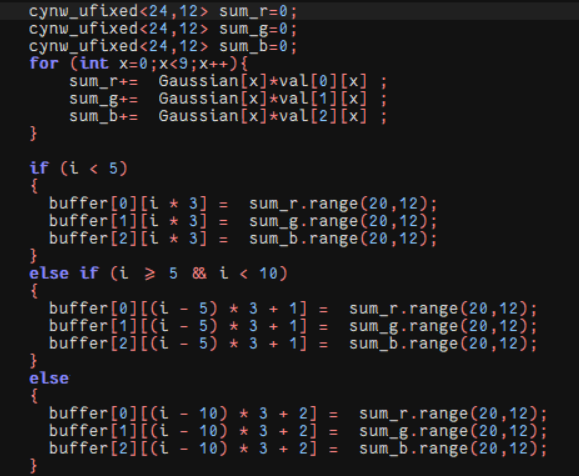 cynw_ufixed<24,12> sum_r=0;
cynw_ufixed<24,12> sum_g=0;
cynw_ufixed<24,12> sum_b=0;
for (int x=0;x<9;x++){
    sum_r+=  Gaussian[x]*val[0][x] ;
    sum_g+=  Gaussian[x]*val[1][x] ;
    sum_b+=  Gaussian[x]*val[2][x] ;
}

if (i < 5)
{
  buffer[0][i * 3] =  sum_r.range(20,12);
  buffer[1][i * 3] =  sum_g.range(20,12);
  buffer[2][i * 3] =  sum_b.range(20,12);
}
else if (i ⩾ 5 && i < 10)
{
  buffer[0][(i - 5) * 3 + 1] =  sum_r.range(20,12);
  buffer[1][(i - 5) * 3 + 1] =  sum_g.range(20,12);
  buffer[2][(i - 5) * 3 + 1] =  sum_b.range(20,12);
}
else
{
  buffer[0][(i - 10) * 3 + 2] =  sum_r.range(20,12);
  buffer[1][(i - 10) * 3 + 2] =  sum_g.range(20,12);
  buffer[2][(i - 10) * 3 + 2] =  sum_b.range(20,12);
}